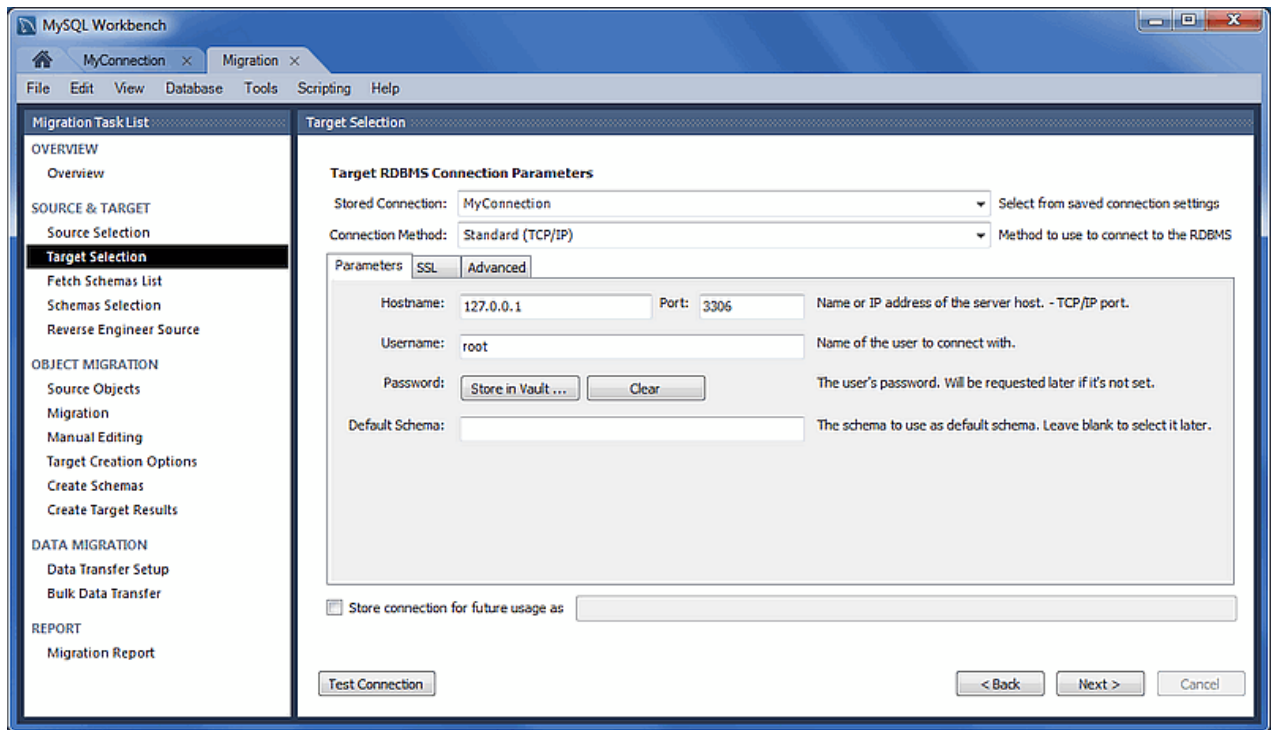 MySQL Workbench
MyConnection Migration
File Edit View Database Tools Scripting Help
Migration Task List
OVERVIEW
Overview
SOURCE & TARGET
Source Selection
Target Selection
Fetch Schemas List
Schemas Selection
Reverse Engineer Source
OBJECT MIGRATION
Source Objects
Migration
Manual Editing
Target Creation Options
Create Schemas
Create Target Results
DATA MIGRATION
Data Transfer Setup
Bulk Data Transfer
REPORT
Migration Report
Target Selection
Target RDBMS Connection Parameters
Stored Connection: MyConnection Select from saved connection settings
Connection Method: Standard (TCP/IP) Method to use to connect to the RDBMS
Parameters SSL Advanced
Hostname: 127.0.0.1 Port: 3306 Name or IP address of the server host. - TCP/IP port.
Username: root Name of the user to connect with.
Password: Store in Vault ... Clear The user's password. Will be requested later if it's not set.
Default Schema: The schema to use as default schema. Leave blank to select it later.
Store connection for future usage as
Test Connection < Back Next > Cancel